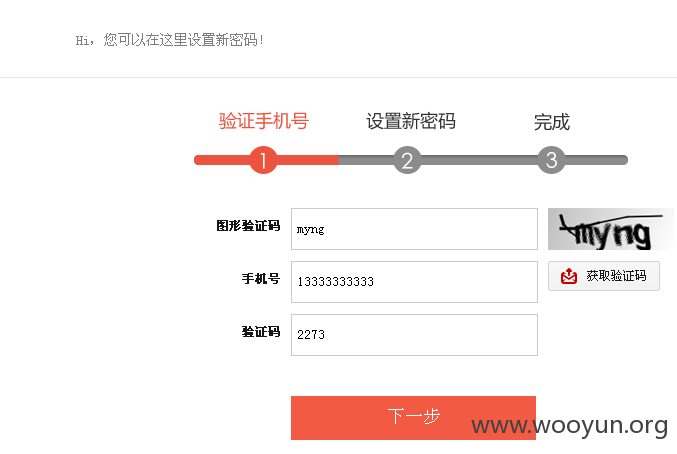 Hi，您可以在这里设置新密码！
验证手机号 设置新密码 完成
1 2 3
图形验证码 myng myng
手机号 13333333333 获取验证码
验证码 2273
下一步
www.wooyun.org